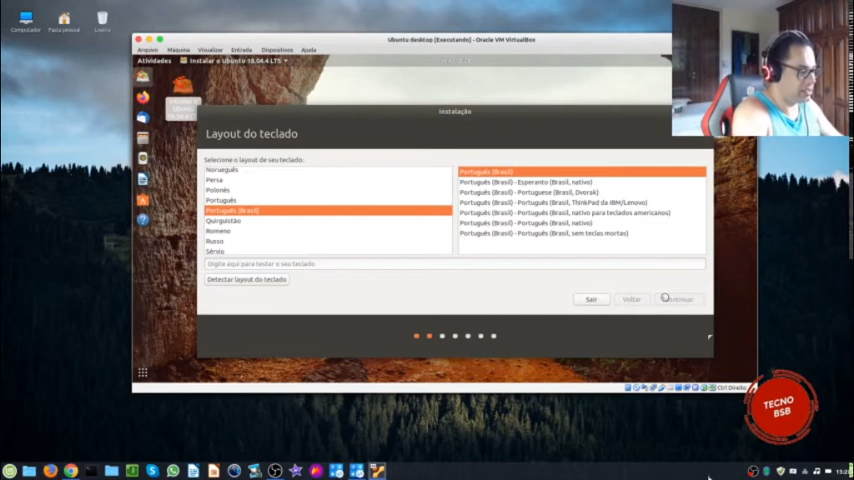 Computador
Pasta pessoal
Lixeira
Ubuntu desktop [Executando] - Oracle VM VirtualBox
Arquivo Máquina Visualizar Entrada Dispositivos Ajuda
Atividades
Instalar o Ubuntu 18.04.4 LTS
Instalação
Layout do teclado
Selecione o layout de seu teclado:
Norueguês
Persa
Polonês
Português
Português (Brasil)
Quirguistão
Romeno
Russo
Sérvio
Português (Brasil)
Português (Brasil) - Esperanto (Brasil, nativo)
Português (Brasil) - Portuguese (Brasil, Dvorak)
Português (Brasil) - Português (Brasil, ThinkPad da IBM/Lenovo)
Português (Brasil) - Português (Brasil, nativo para teclados americanos)
Português (Brasil) - Português (Brasil, nativo)
Português (Brasil) - Português (Brasil, sem teclas mortas)
Digite aqui para testar o seu teclado
Detectar layout do teclado
Sair
Voltar
Continuar
Ctrl Direito
TECNO
BSB